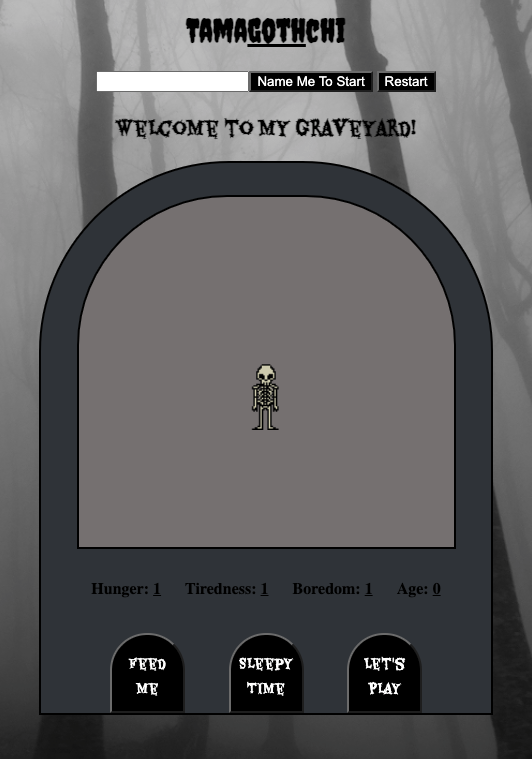 TAMAGOTHCHI
Name Me To Start Restart
WELCOME TO MY GRAVEYARD!
Hunger: 1 Tiredness: 1 Boredom: 1 Age: 0
FEED ME
SLEEPY TIME
LET'S PLAY